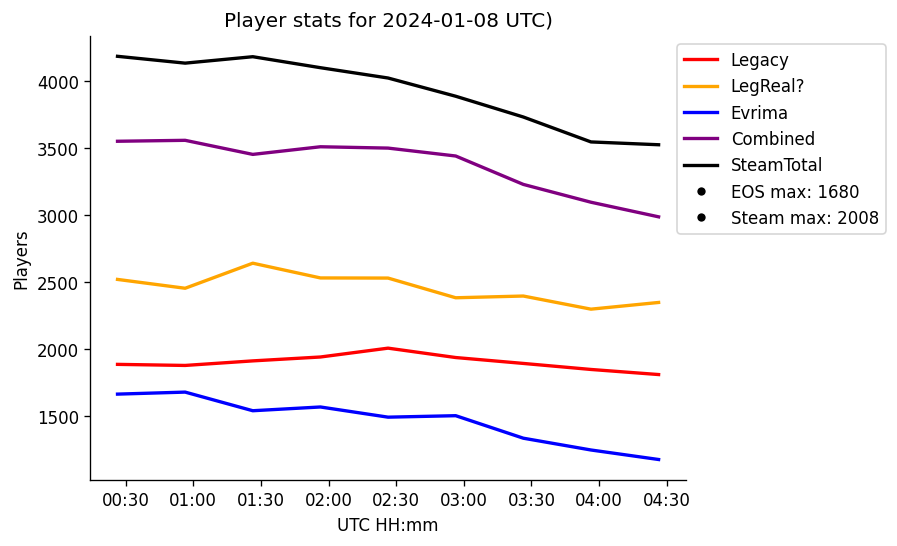 Player stats for 2024-01-08 UTC)
Legacy
LegReal?
Evrima
Combined
SteamTotal
EOS max: 1680
Steam max: 2008
Players
4000
3500
3000
2500
2000
1500
00:30 01:00 01:30 02:00 02:30 03:00 03:30 04:00 04:30
UTC HH:mm